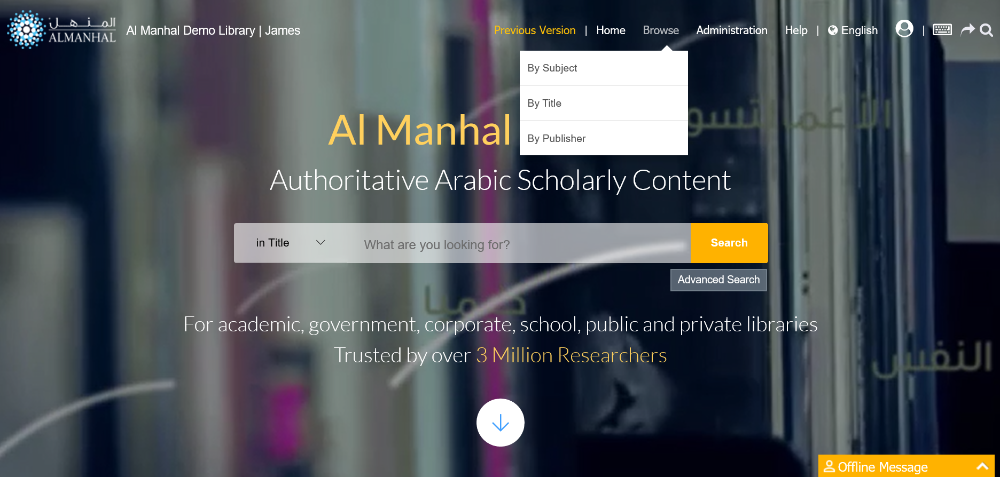 المنهل
ALMANHAL
Al Manhal Demo Library | James
Previous Version | Home Browse Administration Help | English |
By Subject
By Title
By Publisher
Al Manhal
Authoritative Arabic Scholarly Content
in Title What are you looking for? Search
Advanced Search
For academic, government, corporate, school, public and private libraries
Trusted by over 3 Million Researchers
النفس
Offline Message